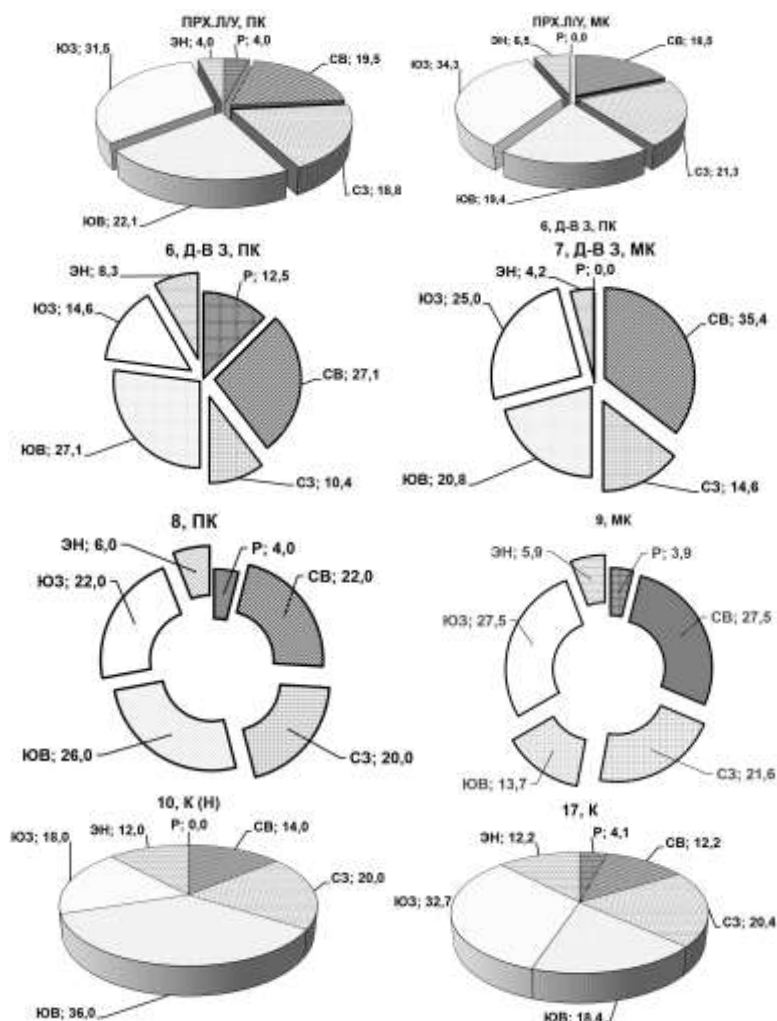 ПРХ.Л/У, ПК
ЭН; 4,0
Р; 4,0
СВ; 19,5
ЮЗ; 31,5
СЗ; 18,8
ЮВ; 22,1
ПРХ.Л/У, МК
ЭН; 6,5
Р; 0,0
СВ; 18,5
ЮЗ; 34,3
СЗ; 21,3
ЮВ; 19,4
6, Д-В З, ПК
ЭН; 8,3
Р; 12,5
ЮЗ; 14,6
СВ; 27,1
ЮВ; 27,1
СЗ; 10,4
6, Д-В З, ПК
7, Д-В З, МК
ЭН; 4,2
Р; 0,0
ЮЗ; 25,0
СВ; 35,4
ЮВ; 20,8
СЗ; 14,6
8, ПК
ЭН; 6,0
Р; 4,0
ЮЗ; 22,0
СВ; 22,0
ЮВ; 26,0
СЗ; 20,0
9, МК
ЭН; 5,9
Р; 3,9
ЮЗ; 27,5
СВ; 27,5
ЮВ; 13,7
СЗ; 21,6
10, К (Н)
ЮЗ; 18,0
ЭН; 12,0
Р; 0,0
СВ; 14,0
СЗ; 20,0
ЮВ; 36,0
17, К
ЭН; 12,2
Р; 4,1
СВ; 12,2
ЮЗ; 32,7
СЗ; 20,4
ЮВ; 18,4